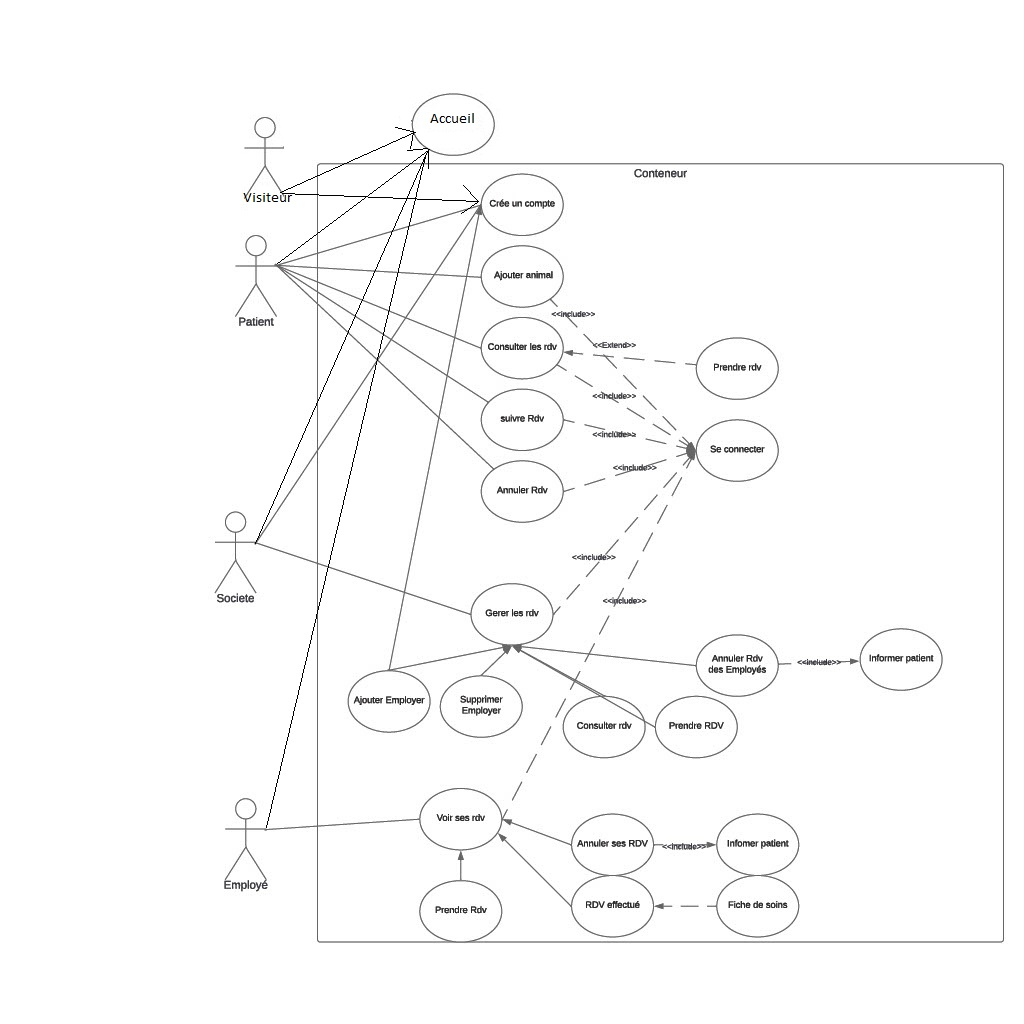 Accueil
Visiteur
Conteneur
Crée un compte
Patient
Ajouter animal
<<include>>
Consulter les rdv
<<Extend>>
Prendre rdv
<<include>>
suivre Rdv
<<include>>
Se connecter
<<include>>
Annuler Rdv
Societe
<<include>>
<<include>>
Gerer les rdv
Annuler Rdv
des Employés
<<include>>
Informer patient
Ajouter Employer
Supprimer
Employer
Consulter rdv
Prendre RDV
Employé
Voir ses rdv
Annuler ses RDV
<<include>>
Infomer patient
Prendre Rdv
RDV effectué
Fiche de soins